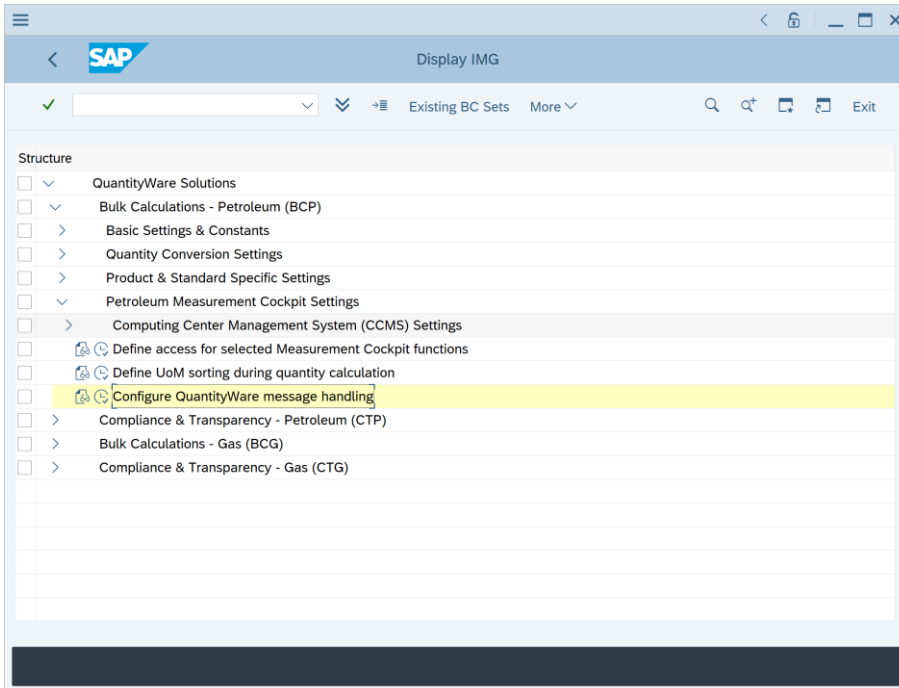 SAP
Display IMG
Existing BC Sets More Exit
Structure
QuantityWare Solutions
Bulk Calculations - Petroleum (BCP)
Basic Settings & Constants
Quantity Conversion Settings
Product & Standard Specific Settings
Petroleum Measurement Cockpit Settings
Computing Center Management System (CCMS) Settings
Define access for selected Measurement Cockpit functions
Define UoM sorting during quantity calculation
Configure QuantityWare message handling
Compliance & Transparency - Petroleum (CTP)
Bulk Calculations - Gas (BCG)
Compliance & Transparency - Gas (CTG)